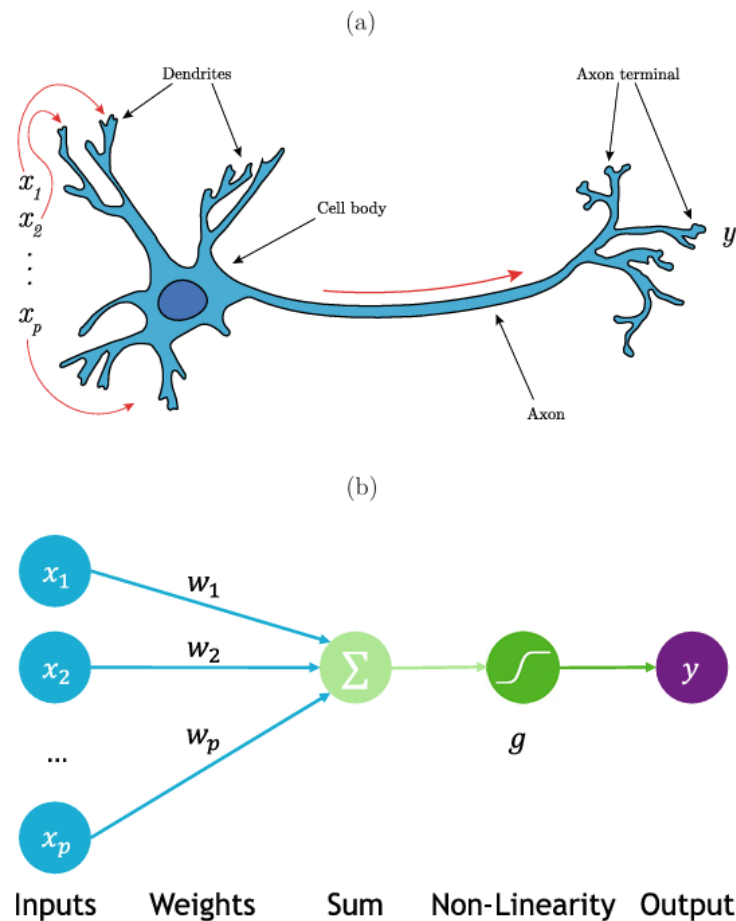 (a)
Dendrites
Axon terminal
x₁
x₂
⋮
xₚ
Cell body
y
Axon
(b)
x₁
w₁
x₂
w₂
Σ
y
...
wₚ
g
xₚ
Inputs Weights Sum Non-Linearity Output